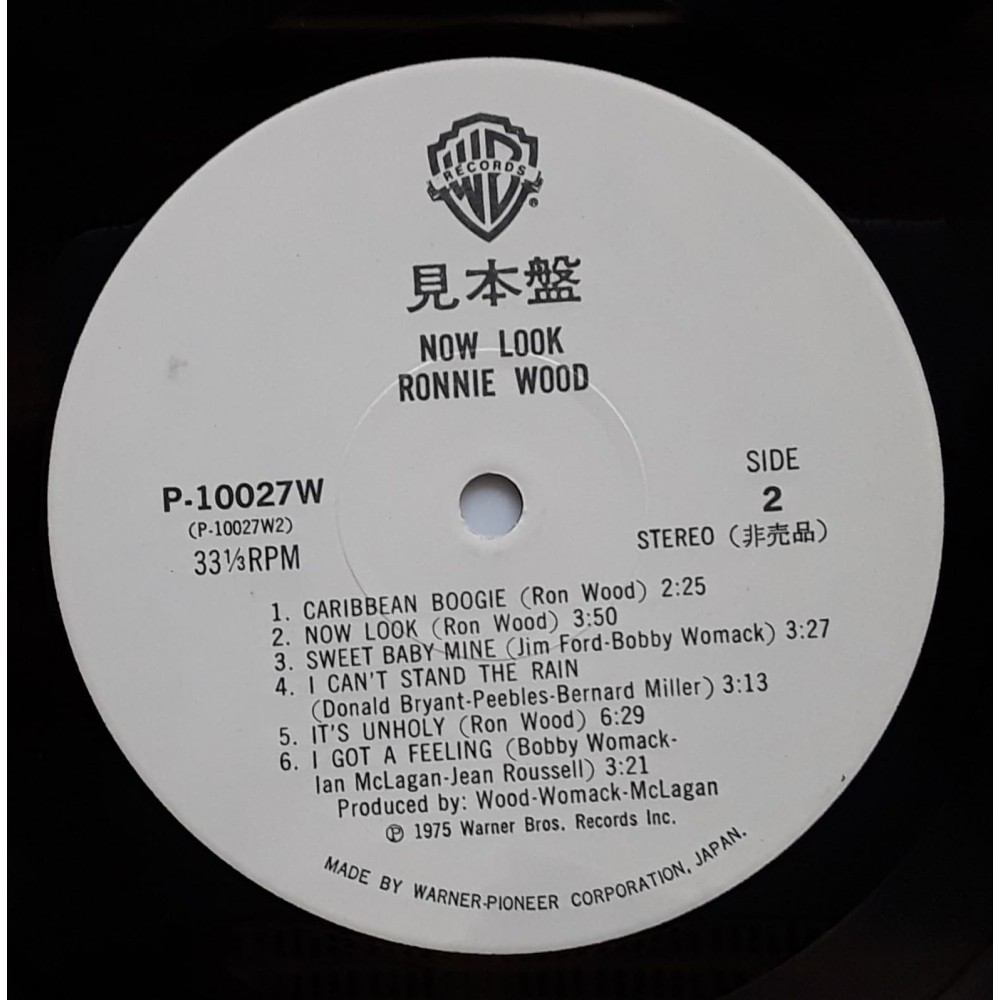 WB
RECORDS
®
見本盤
NOW LOOK
RONNIE WOOD
P-10027W
(P-10027W2)
33⅓RPM
SIDE
2
STEREO (非売品)
1. CARIBBEAN BOOGIE (Ron Wood) 2:25
2. NOW LOOK (Ron Wood) 3:50
3. SWEET BABY MINE (Jim Ford-Bobby Womack) 3:27
4. I CAN'T STAND THE RAIN
(Donald Bryant-Peebles-Bernard Miller) 3:13
5. IT'S UNHOLY (Ron Wood) 6:29
6. I GOT A FEELING (Bobby Womack-
Ian McLagan-Jean Roussell) 3:21
Produced by: Wood-Womack-McLagan
℗ 1975 Warner Bros. Records Inc.
MADE BY WARNER-PIONEER CORPORATION, JAPAN.